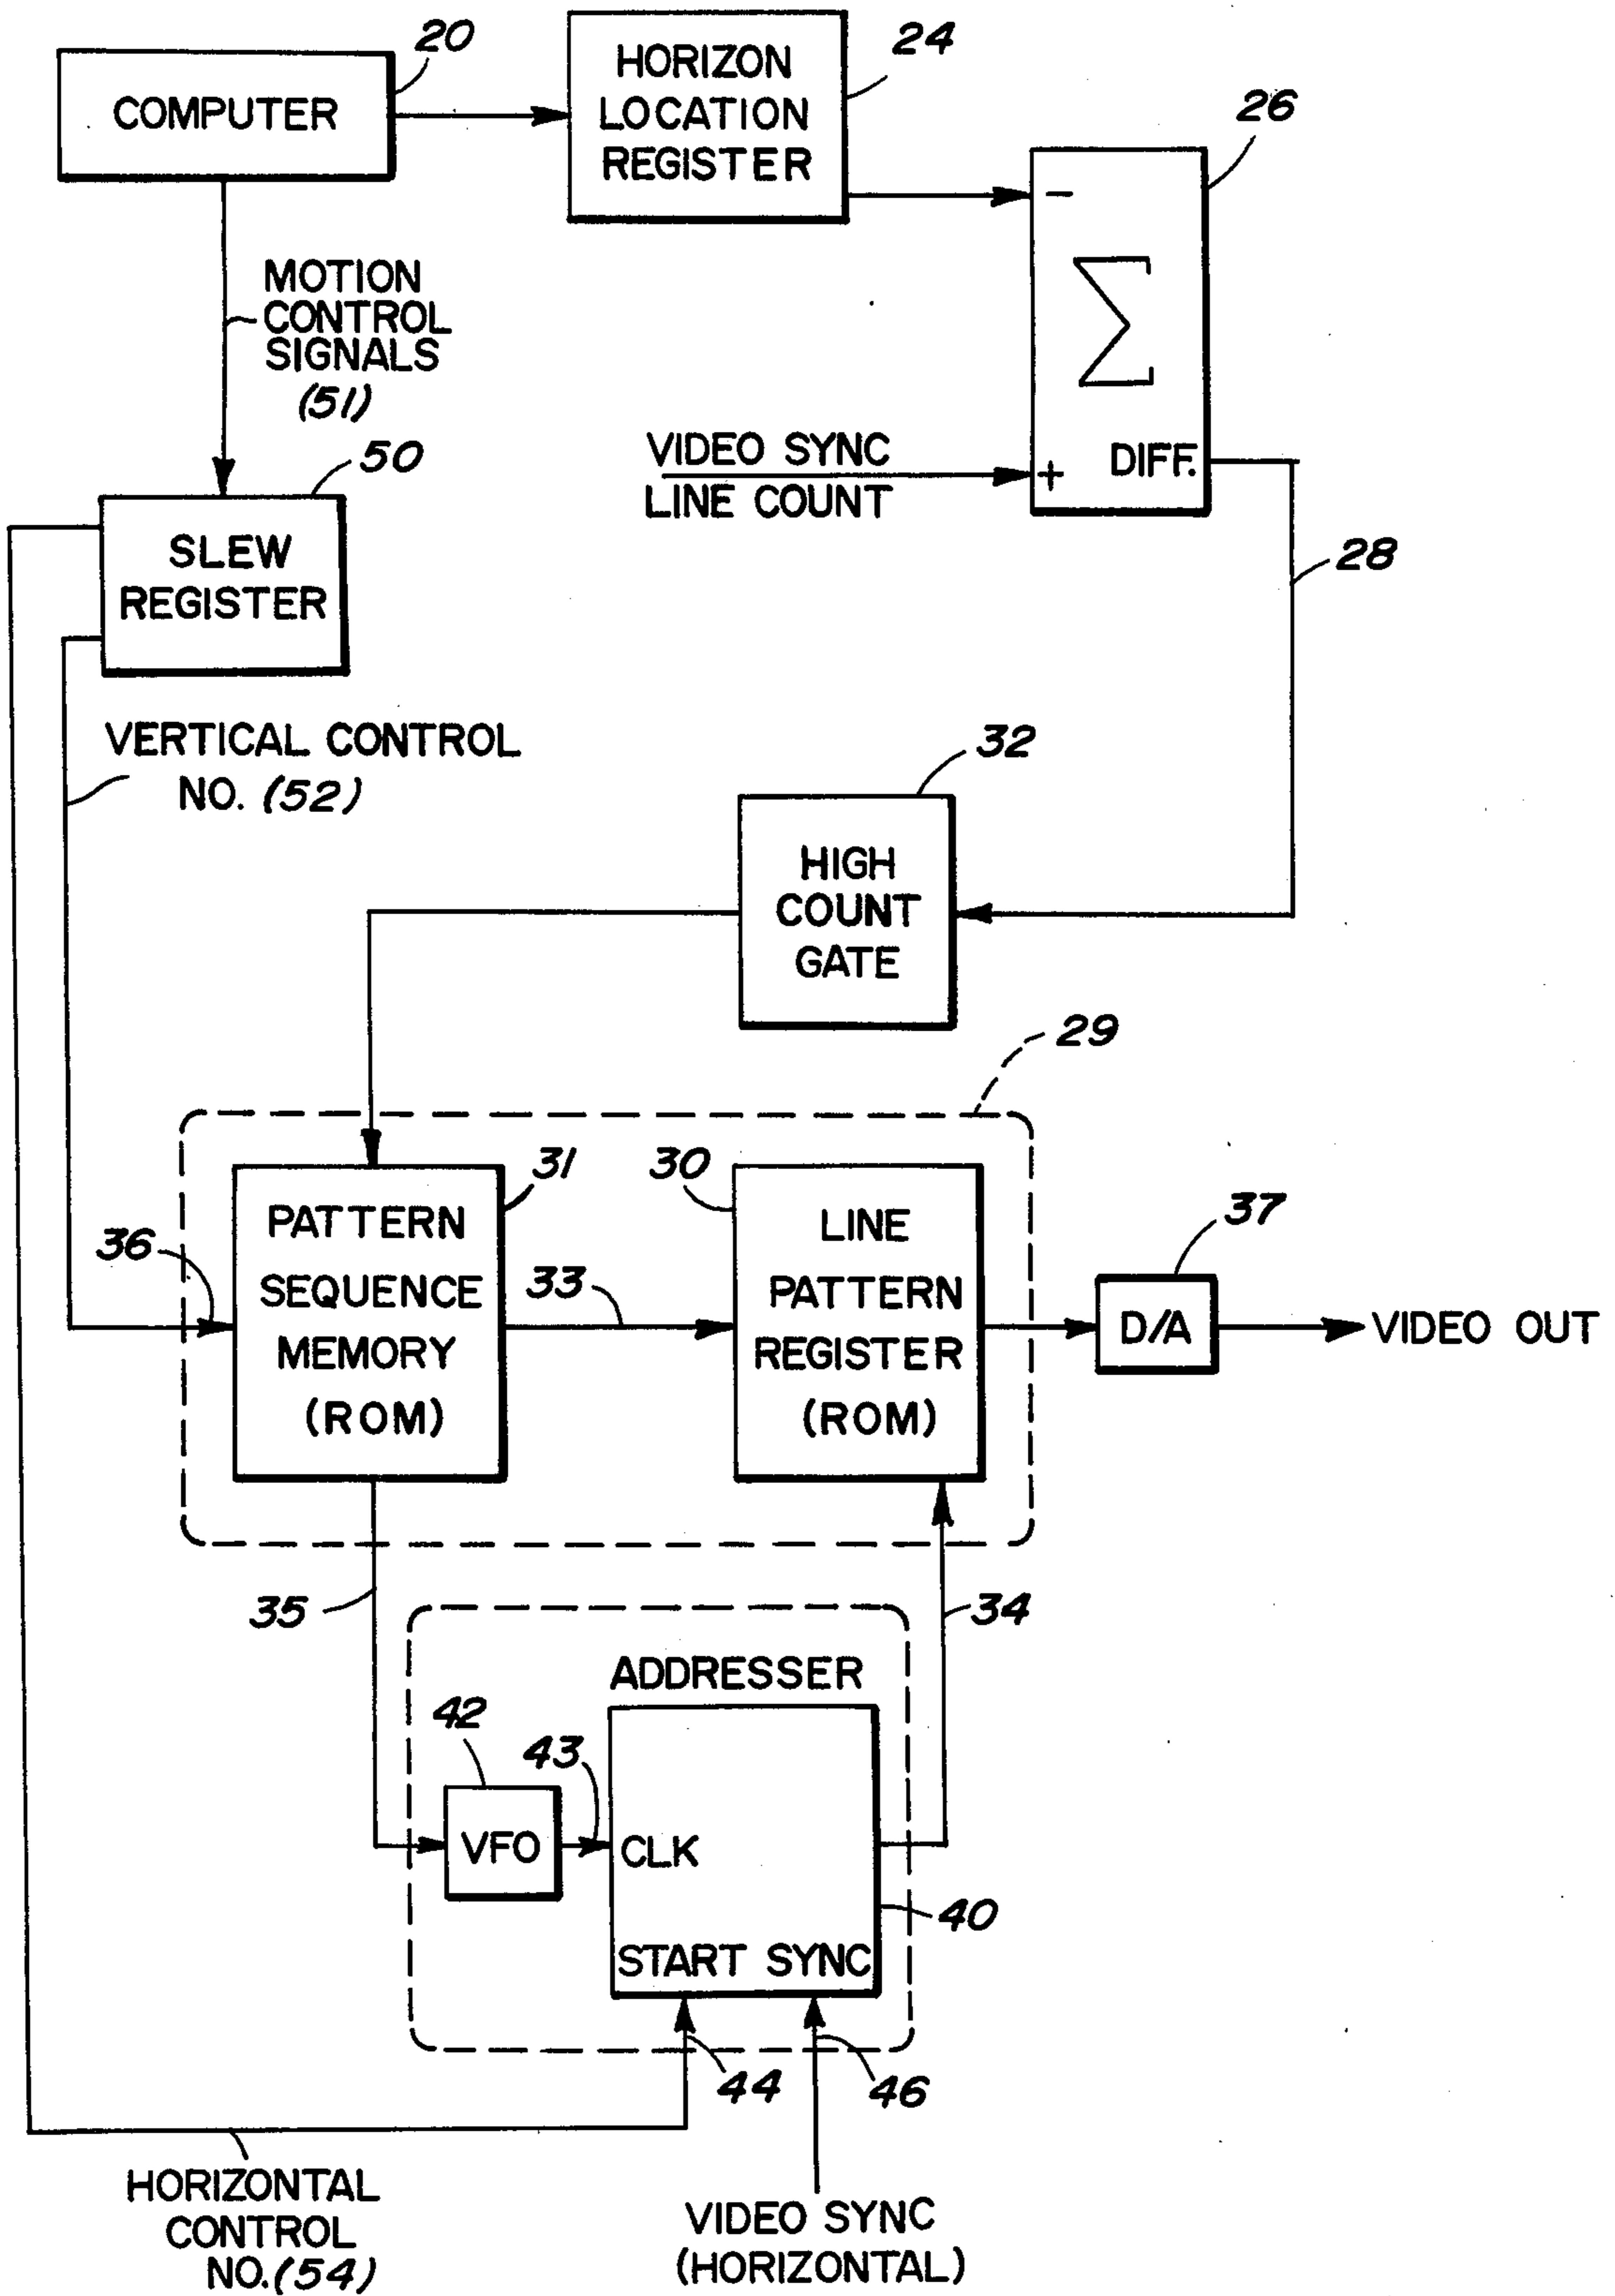 20
COMPUTER
HORIZON
LOCATION
REGISTER
24
26
−
Σ
MOTION
CONTROL
SIGNALS
(51)
VIDEO SYNC
LINE COUNT
+ DIFF.
50
SLEW
REGISTER
28
VERTICAL CONTROL
NO. (52)
32
HIGH
COUNT
GATE
29
31
30
PATTERN
SEQUENCE
MEMORY
(ROM)
36
33
LINE
PATTERN
REGISTER
(ROM)
37
D/A
VIDEO OUT
35
34
ADDRESSER
42
43
VFO
CLK
40
START SYNC
44
46
HORIZONTAL
CONTROL
NO. (54)
VIDEO SYNC
(HORIZONTAL)